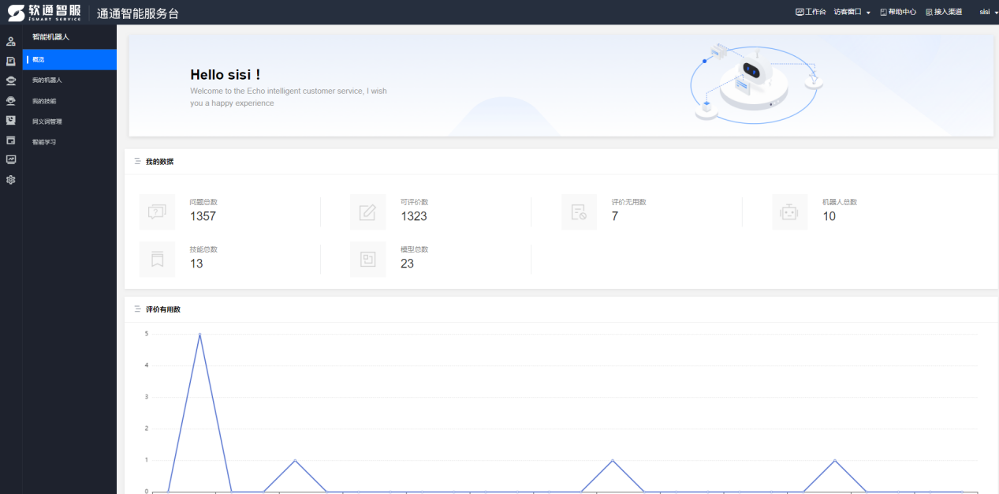 软通智服
ISMART SERVICE
通通智能服务台
工作台
访客窗口
帮助中心
接入渠道
sisi
智能机器人
概览
我的机器人
我的技能
同义词管理
智能学习
Hello sisi！
Welcome to the Echo intelligent customer service, I wish
you a happy experience
我的数据
问题总数
1357
可评价数
1323
评价无用数
7
机器人总数
10
技能总数
13
模型总数
23
评价有用数
5
4
3
2
1
0